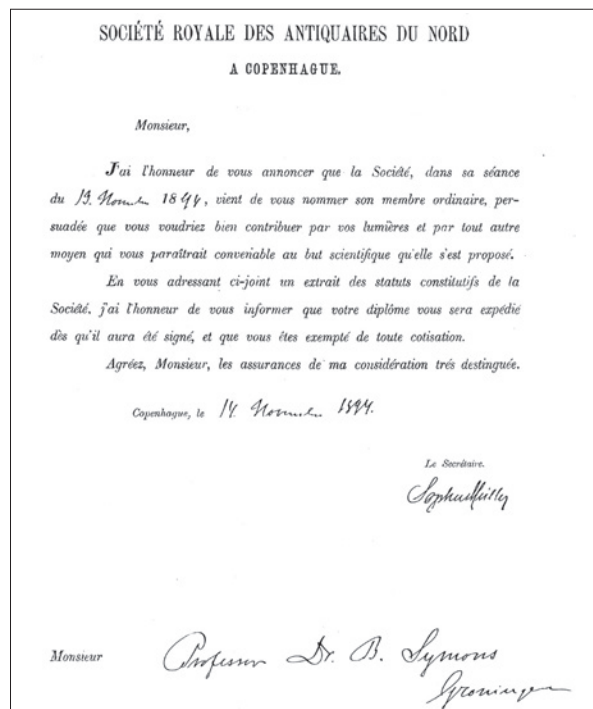 SOCIÉTÉ ROYALE DES ANTIQUAIRES DU NORD
A COPENHAGUE.
Monsieur,
J'ai l'honneur de vous annoncer que la Société, dans sa séance
du 13. November 1894, vient de vous nommer son membre ordinaire, per-
suadée que vous voudriez bien contribuer par vos lumières et par tout autre
moyen qui vous paraîtrait convenable au but scientifique qu'elle s'est proposé.
En vous adressant ci-joint un extrait des statuts constitutifs de la
Société. j'ai l'honneur de vous informer que votre diplôme vous sera expédié
dès qu'il aura été signé, et que vous êtes exempté de toute cotisation.
Agréez, Monsieur, les assurances de ma considération trés destinguée.
Copenhague, le 14. November 1894.
Le Secrétaire.
Sophus Müller
Monsieur Professor Dr. B. Symons
Groningen